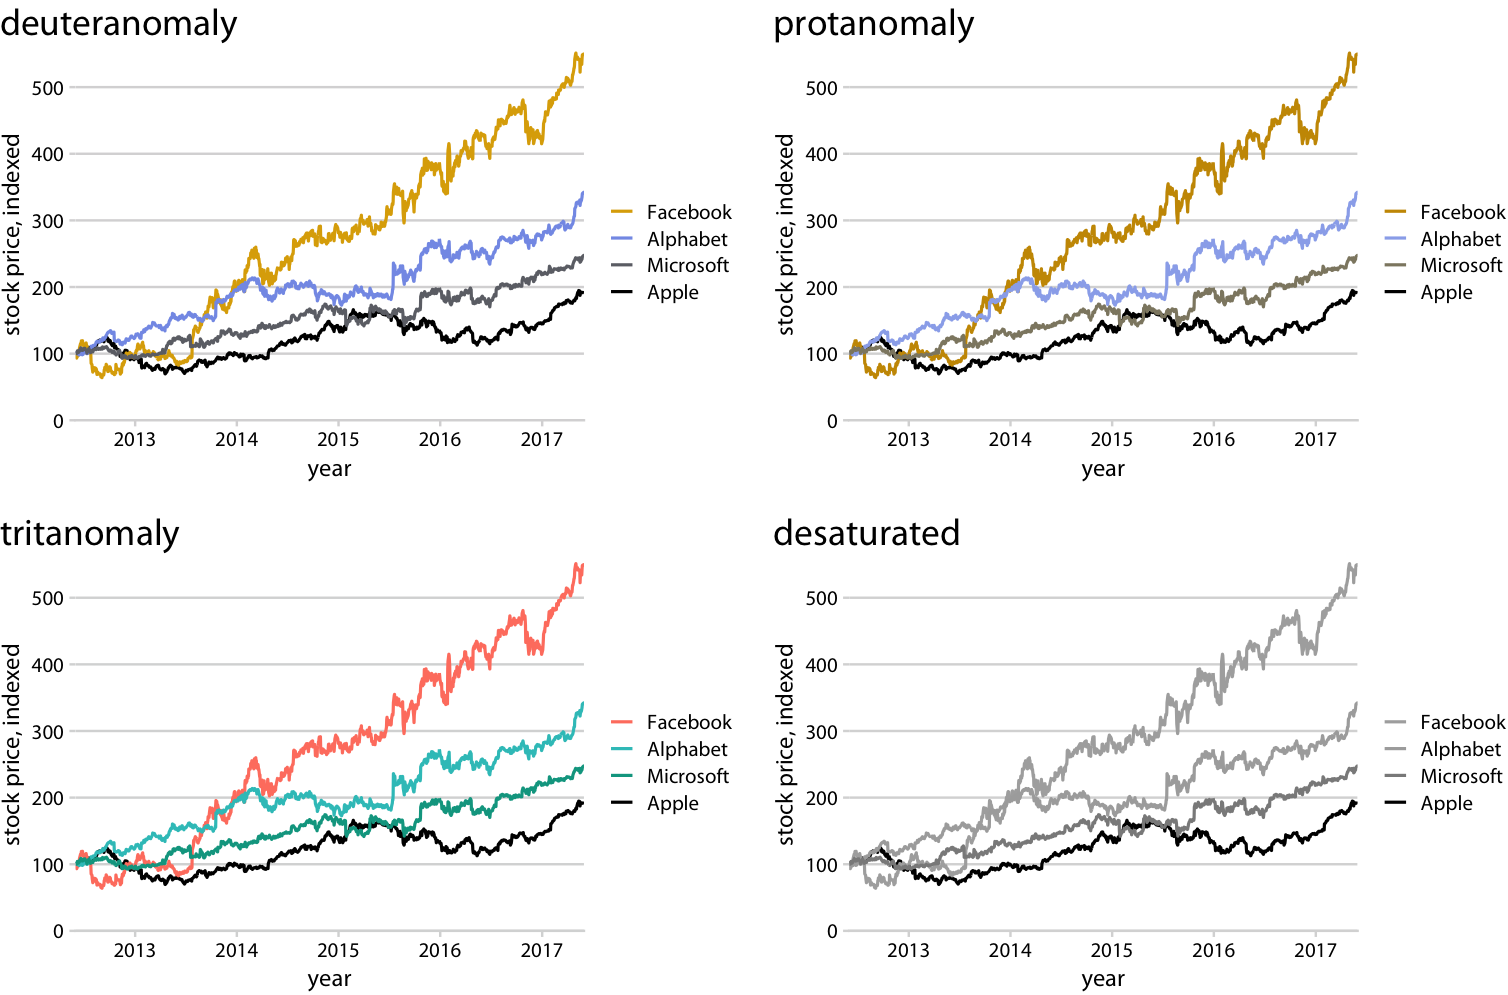 deuteranomaly
stock price, indexed
500
400
300
200
100
0
2013 2014 2015 2016 2017
year
Facebook
Alphabet
Microsoft
Apple
protanomaly
stock price, indexed
500
400
300
200
100
0
2013 2014 2015 2016 2017
year
Facebook
Alphabet
Microsoft
Apple
tritanomaly
stock price, indexed
500
400
300
200
100
0
2013 2014 2015 2016 2017
year
Facebook
Alphabet
Microsoft
Apple
desaturated
stock price, indexed
500
400
300
200
100
0
2013 2014 2015 2016 2017
year
Facebook
Alphabet
Microsoft
Apple